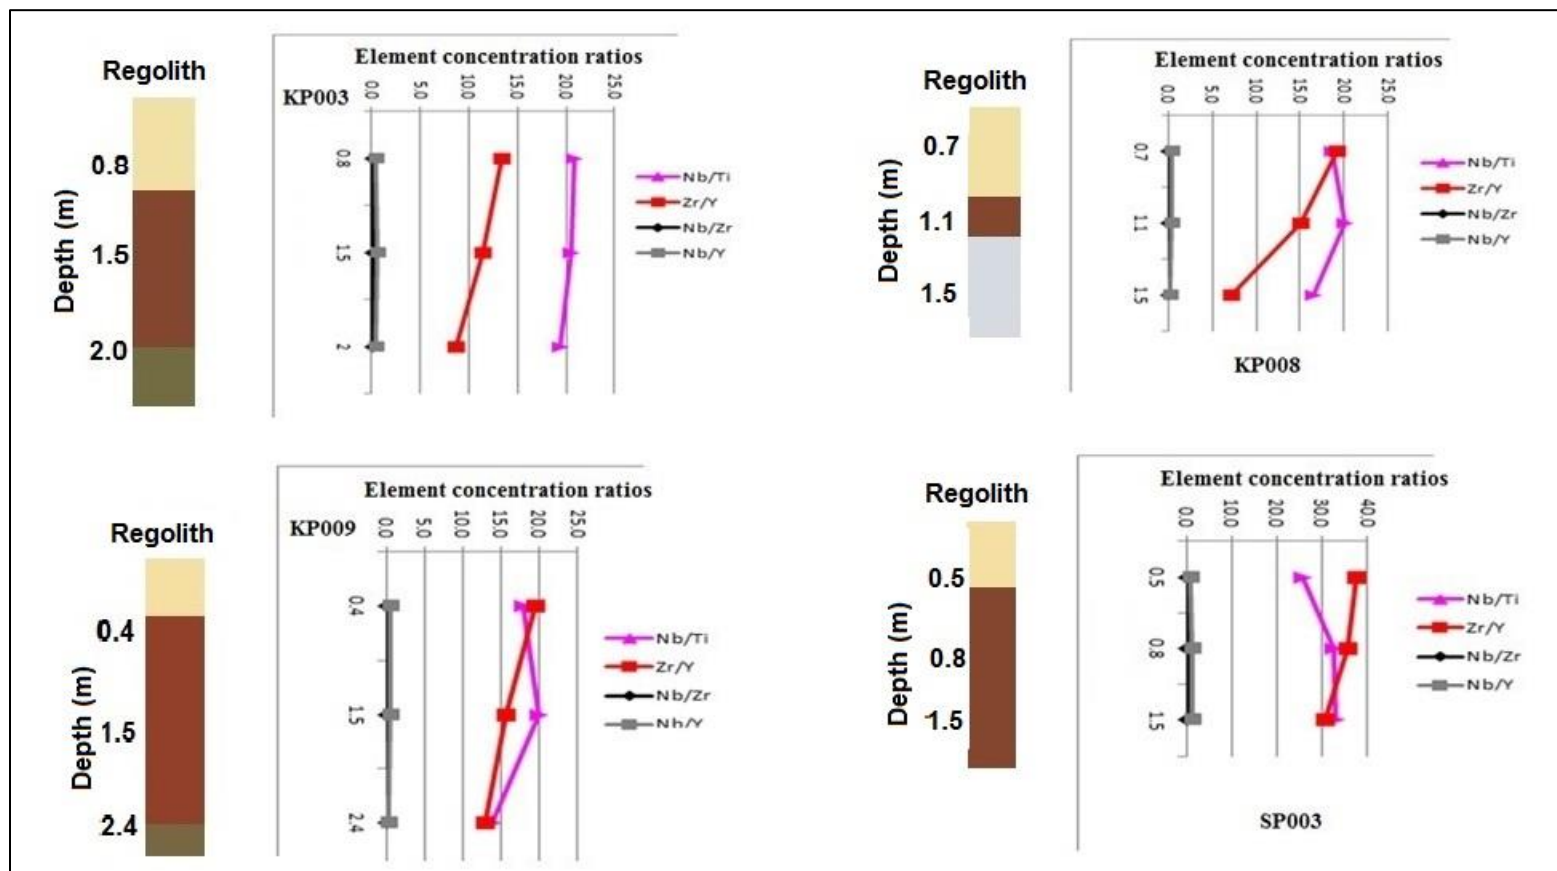 Element concentration ratios
Regolith
KP003
0.0
5.0
10.0
15.0
20.0
25.0
0.8
1.5
2.0
Depth (m)
0.8
1.5
2
Nb/Ti
Zr/Y
Nb/Zr
Nb/Y
Element concentration ratios
Regolith
0.0
5.0
10.0
15.0
20.0
25.0
0.7
1.1
1.5
Depth (m)
0.7
1.1
1.5
Nb/Ti
Zr/Y
Nb/Zr
Nb/Y
KP008
Element concentration ratios
Regolith
KP009
0.0
5.0
10.0
15.0
20.0
25.0
0.4
1.5
2.4
Depth (m)
0.4
1.5
2.4
Nb/Ti
Zr/Y
Nb/Zr
Nb/Y
Element concentration ratios
Regolith
0.0
10.0
20.0
30.0
40.0
0.5
0.8
1.5
Depth (m)
0.5
0.8
1.5
Nb/Ti
Zr/Y
Nb/Zr
Nb/Y
SP003